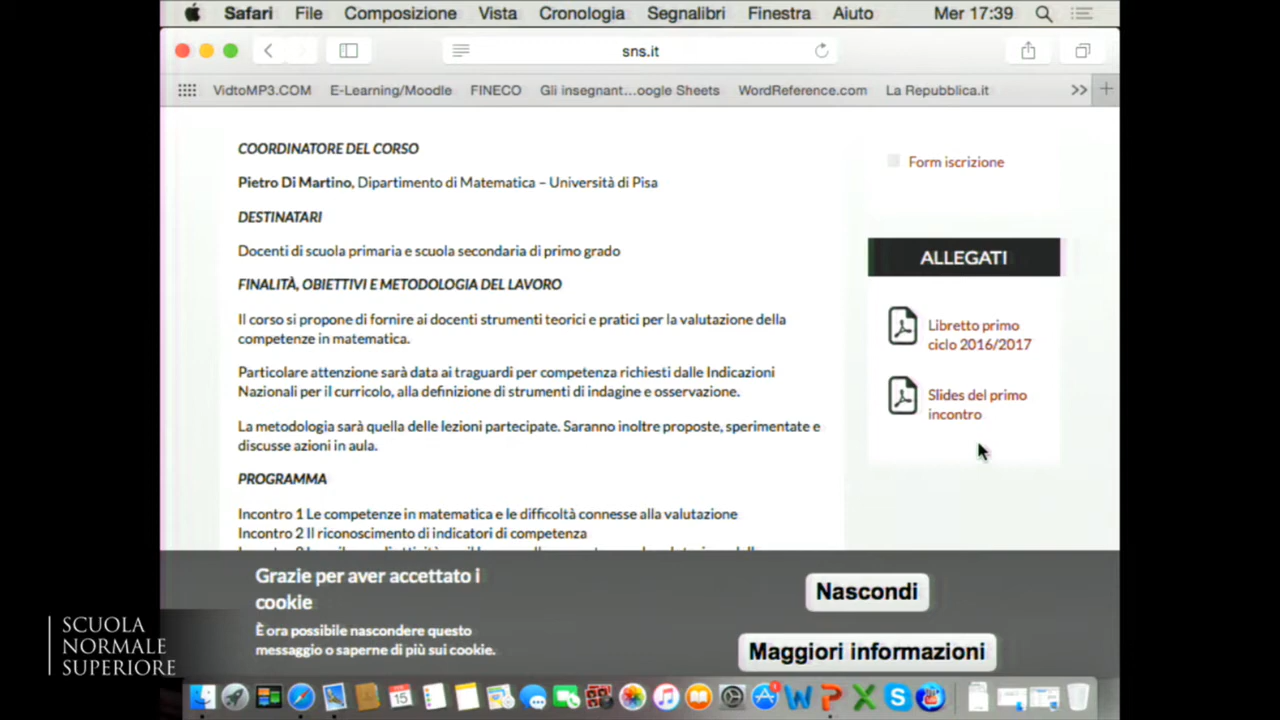 Safari File Composizione Vista Cronologia Segnalibri Finestra Aiuto Mer 17:39
sns.it
VidtoMP3.COM E-Learning/Moodle FINECO Gli insegnant...oogle Sheets WordReference.com La Repubblica.it >> +
COORDINATORE DEL CORSO
Pietro Di Martino, Dipartimento di Matematica – Università di Pisa
DESTINATARI
Docenti di scuola primaria e scuola secondaria di primo grado
FINALITÀ, OBIETTIVI E METODOLOGIA DEL LAVORO
Il corso si propone di fornire ai docenti strumenti teorici e pratici per la valutazione della
competenze in matematica.
Particolare attenzione sarà data ai traguardi per competenza richiesti dalle Indicazioni
Nazionali per il curricolo, alla definizione di strumenti di indagine e osservazione.
La metodologia sarà quella delle lezioni partecipate. Saranno inoltre proposte, sperimentate e
discusse azioni in aula.
PROGRAMMA
Incontro 1 Le competenze in matematica e le difficoltà connesse alla valutazione
Incontro 2 Il riconoscimento di indicatori di competenza
Form iscrizione
ALLEGATI
Libretto primo
ciclo 2016/2017
Slides del primo
incontro
Grazie per aver accettato i
cookie
È ora possibile nascondere questo
messaggio o saperne di più sui cookie.
Nascondi
Maggiori informazioni
SCUOLA
NORMALE
SUPERIORE
15